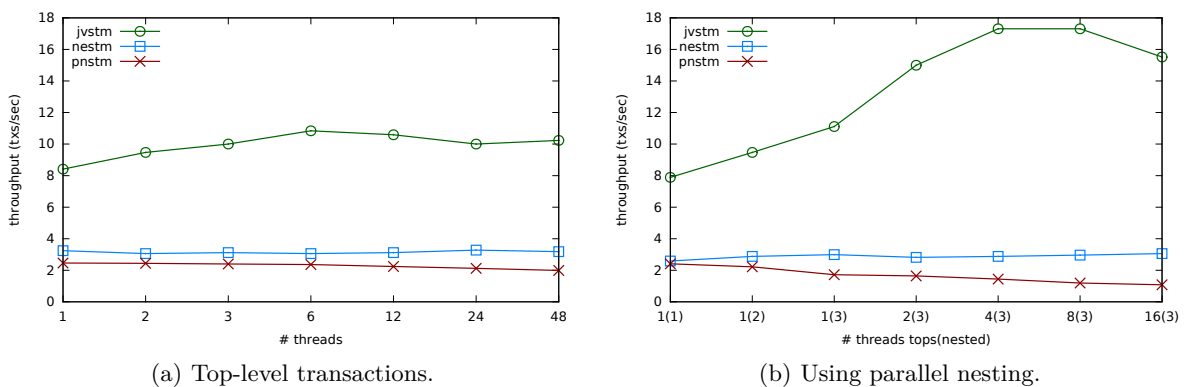 18
16
14
12
10
8
6
4
2
0
throughput (txs/sec)
jvstm
nestm
pnstm
1 2 3 6 12 24 48
# threads
(a) Top-level transactions.
18
16
14
12
10
8
6
4
2
0
throughput (txs/sec)
jvstm
nestm
pnstm
1(1) 1(2) 1(3) 2(3) 4(3) 8(3) 16(3)
# threads tops(nested)
(b) Using parallel nesting.